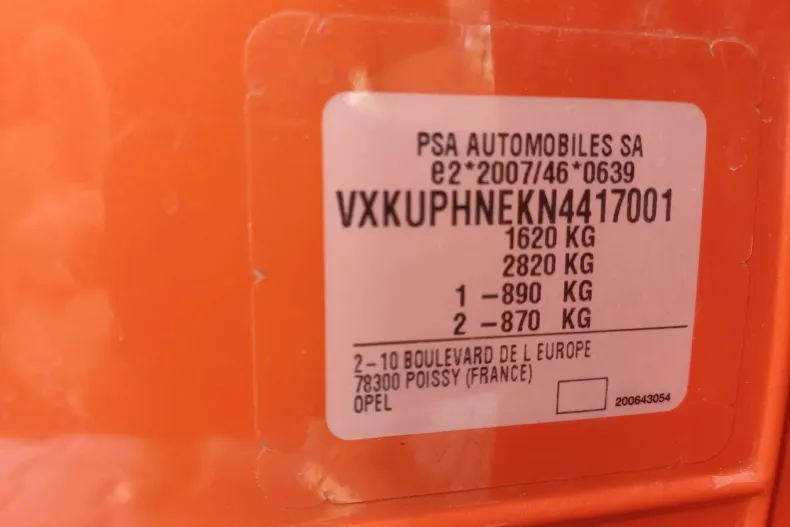 PSA AUTOMOBILES SA
e2*2007/46*0639
VXKUPHNEKN4417001
1620 KG
2820 KG
1 -890 KG
2 -870 KG
2-10 BOULEVARD DE L EUROPE
78300 POISSY (FRANCE)
OPEL
200643054